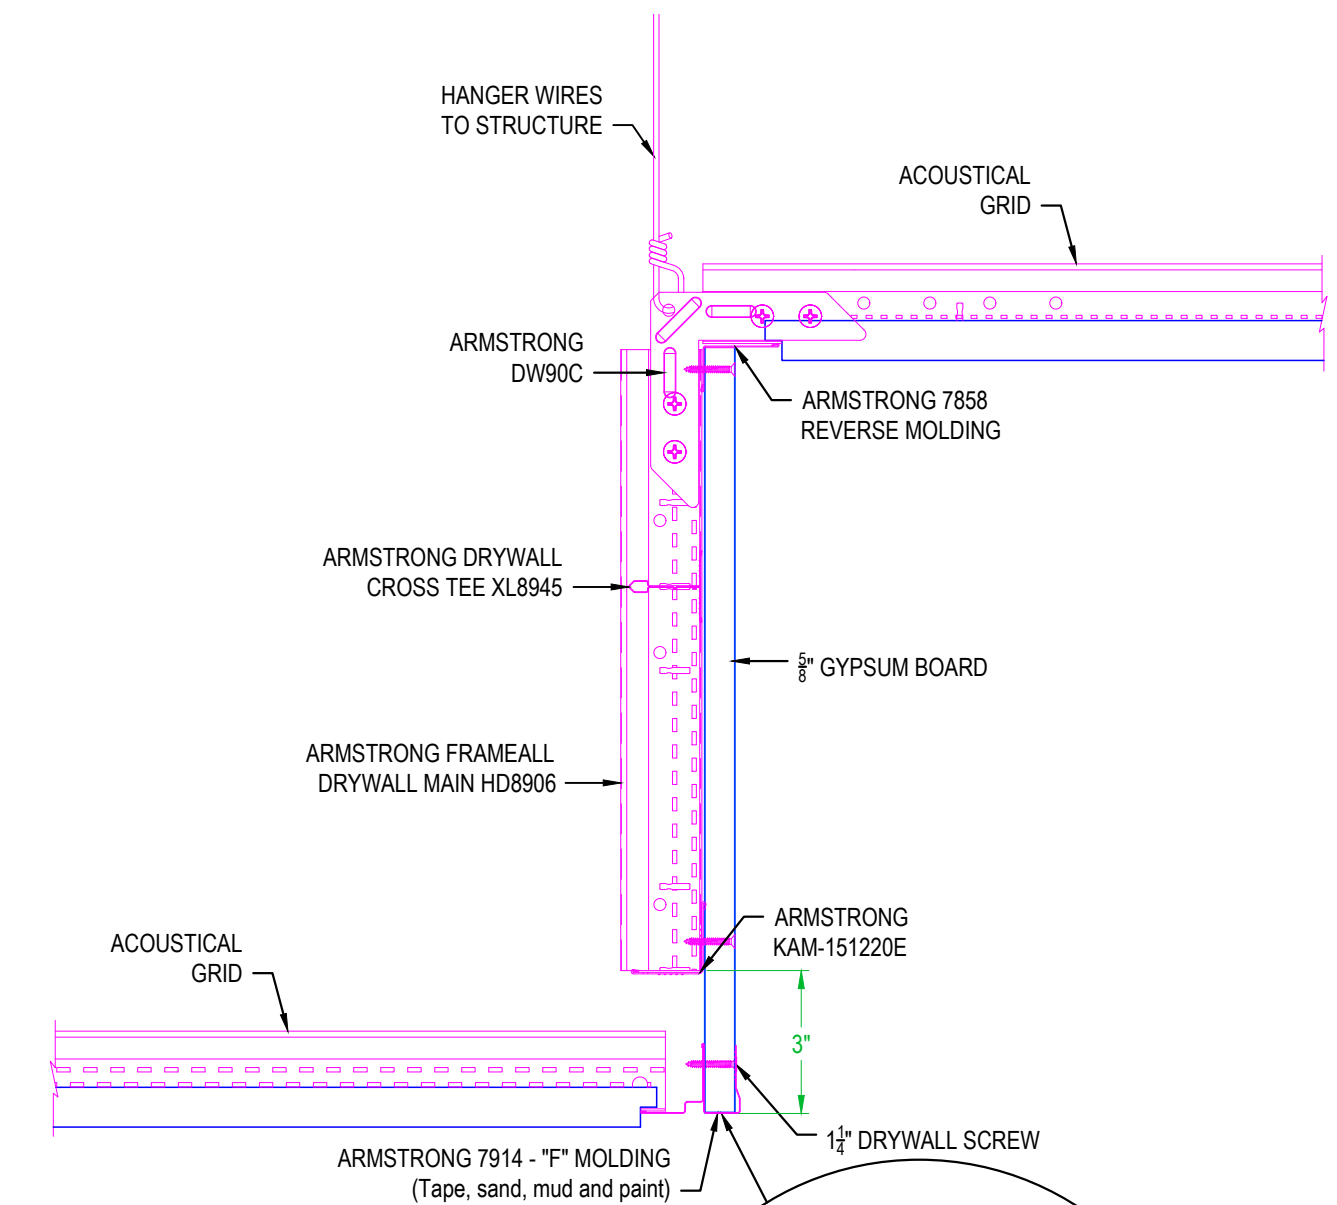 HANGER WIRES
TO STRUCTURE
ACOUSTICAL
GRID
ARMSTRONG
DW90C
ARMSTRONG 7858
REVERSE MOLDING
ARMSTRONG DRYWALL
CROSS TEE XL8945
5/8" GYPSUM BOARD
ARMSTRONG FRAMEALL
DRYWALL MAIN HD8906
ARMSTRONG
KAM-151220E
ACOUSTICAL
GRID
3"
1 1/4" DRYWALL SCREW
ARMSTRONG 7914 - "F" MOLDING
(Tape, sand, mud and paint)